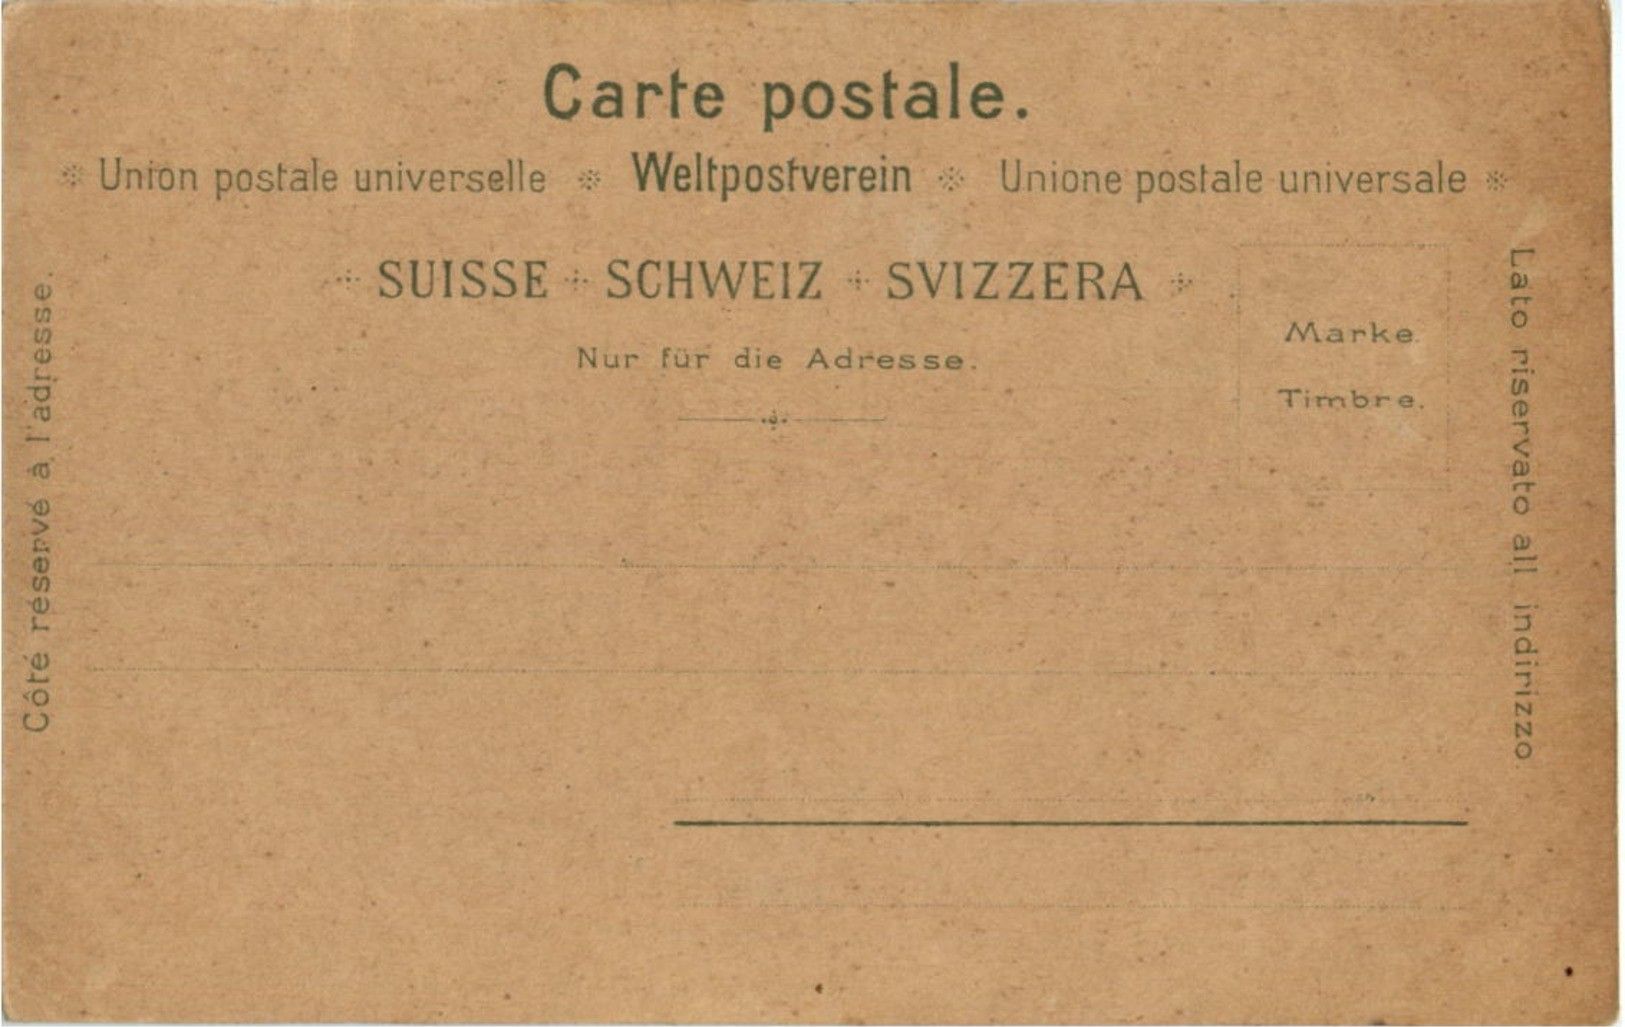 Carte postale.
Union postale universelle Weltpostverein Unione postale universale
SUISSE SCHWEIZ SVIZZERA
Nur für die Adresse.
Marke
Timbre.
Côté réservé à l'adresse.
Lato riservato all indirizzo.